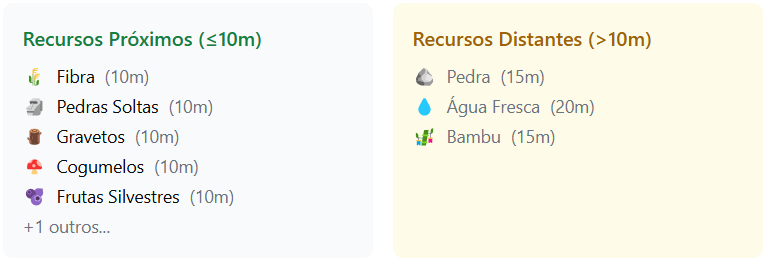 Recursos Próximos (≤10m)
Fibra (10m)
Pedras Soltas (10m)
Gravetos (10m)
Cogumelos (10m)
Frutas Silvestres (10m)
+1 outros...
Recursos Distantes (>10m)
Pedra (15m)
Água Fresca (20m)
Bambu (15m)